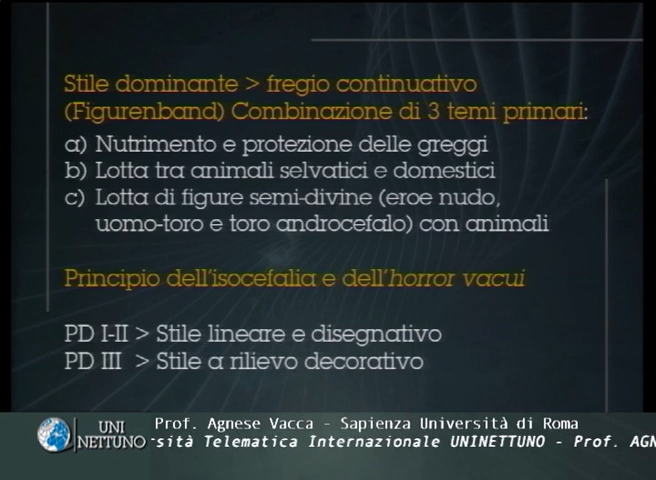 Stile dominante > fregio continuativo
(Figurenband) Combinazione di 3 temi primari:
a) Nutrimento e protezione delle greggi
b) Lotta tra animali selvatici e domestici
c) Lotta di figure semi-divine (eroe nudo,
uomo-toro e toro androcefalo) con animali
Principio dell'isocefalia e dell'horror vacui
PD I-II > Stile lineare e disegnativo
PD III > Stile a rilievo decorativo
UNI
NETTUNO
Prof. Agnese Vacca - Sapienza Università di Roma
sità Telematica Internazionale UNINETTUNO - Prof. AGN